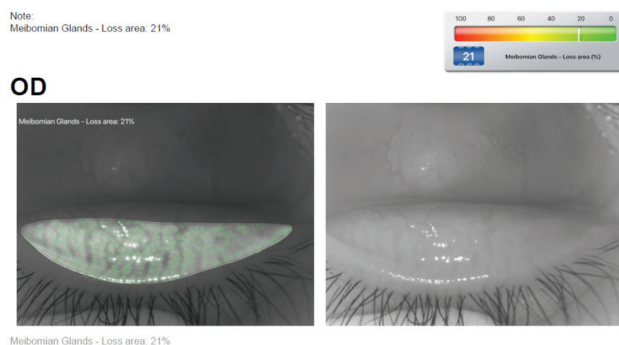 Note:
Meibomian Glands - Loss area: 21%
100 80 60 40 20 0
21 Meibomian Glands - Loss area (%)
OD
Meibomian Glands - Loss area: 21%
Meibomian Glands - Loss area: 21%